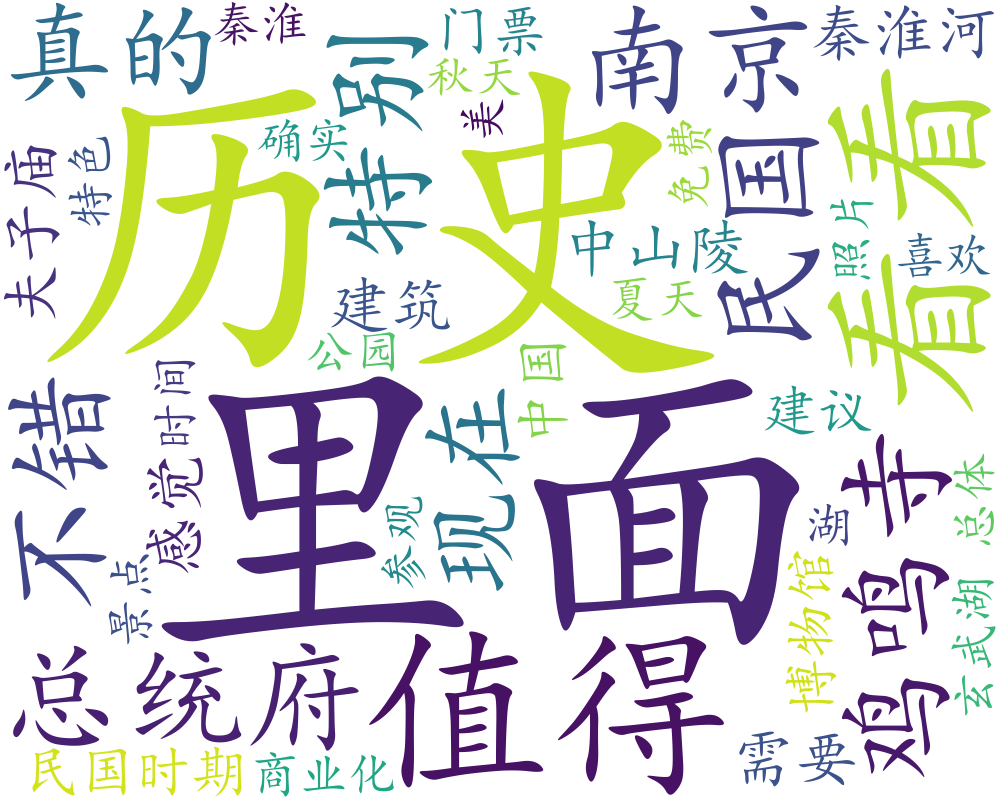 真的
秦淮
特别
门票
秋天
美
南京
秦淮河
历史
确实
特色
夫子庙
免费
民国
看看
中山陵
照片
喜欢
建筑
夏天
公园
中国
不错
时间
感觉
里面
现在
建议
鸡鸣寺
总体
湖
参观
景点
博物馆
玄武湖
总统府
值得
需要
民国时期
商业化